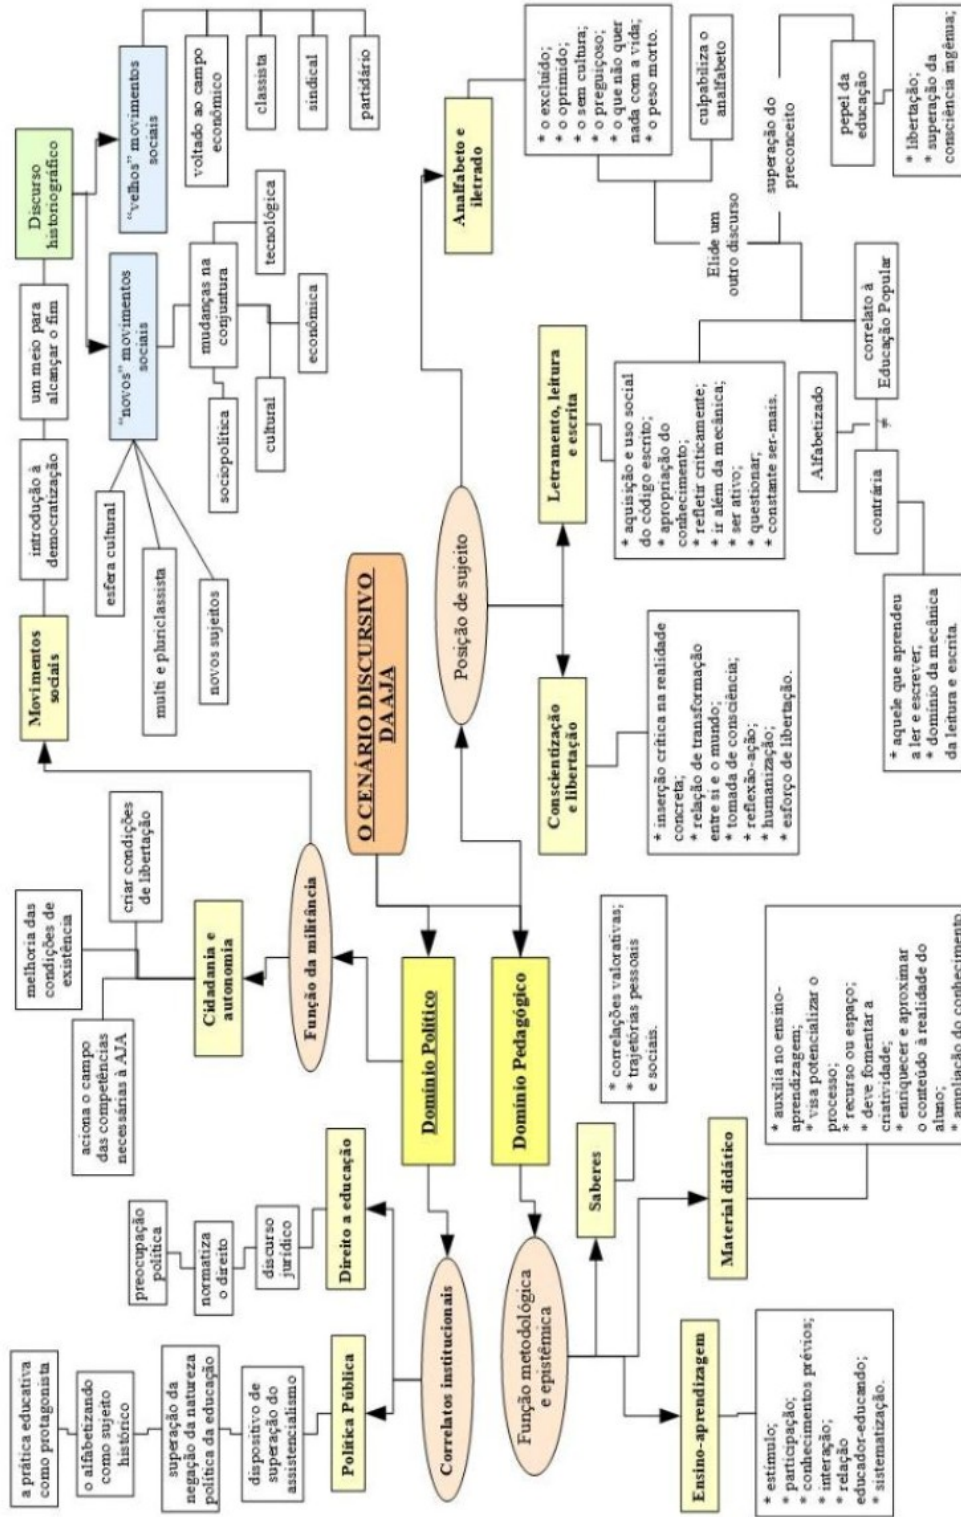 O CENÁRIO DISCURSIVO
DA AJA
Domínio Político
Domínio Pedagógico
Correlatos institucionais
Política Pública
dispositivo de
superação do
assistencialismo
superação da
negação da natureza
política da educação
o alfabetizando
como sujeito
histórico
a prática educativa
como protagonista
Direito a educação
discurso
jurídico
normatiza
o direito
preocupação
política
Função da militância
Cidadania e
autonomia
aciona o campo
das competências
necessárias à AJA
melhoria das
condições de
existência
criar condições
de libertação
Movimentos
sociais
introdução à
democratização
um meio para
alcançar o fim
Discurso
historiográfico
"novos" movimentos
sociais
esfera cultural
multi e pluriclassista
novos sujeitos
mudanças na
conjuntura
sociopolítica
cultural
econômica
tecnológica
"velhos" movimentos
sociais
voltado ao campo
econômico
classista
sindical
partidário
Função metodológica
e epistêmica
Ensino-aprendizagem
* estímulo;
* participação;
* conhecimentos prévios;
* interação;
* relação
educador-educando;
* sistematização.
Saberes
* correlações valorativas;
* trajetórias pessoais
e sociais.
Material didático
* auxilia no ensino-
aprendizagem;
* visa potencializar o
processo;
* recurso ou espaço;
* deve fomentar a
criatividade;
* enriquecer e aproximar
o conteúdo à realidade do
aluno;
* ampliação do conhecimento
Posição de sujeito
Conscientização
e libertação
* inserção crítica na realidade
concreta;
* relação de transformação
entre si e o mundo;
* tomada de consciência;
* reflexão-ação;
* humanização;
* esforço de libertação.
Letramento, leitura
e escrita
* aquisição e uso social
do código escrito;
* apropriação do
conhecimento;
* refletir criticamente;
* ir além da mecânica;
* ser ativo;
* questionar;
* constante ser-mais.
Analfabeto e
iletrado
* o excluído;
* o oprimido;
* o sem cultura;
* o preguiçoso;
* o que não quer
nada com a vida;
* o peso morto.
culpabiliza o
analfabeto
Elide um
outro discurso
superação do
preconceito
pepel da
educação
* libertação;
* superação da
consciência ingênua;
Alfabetizado
≠
contrária
correlato à
Educação Popular
* aquele que aprendeu
a ler e escrever;
* domínio da mecânica
da leitura e escrita.